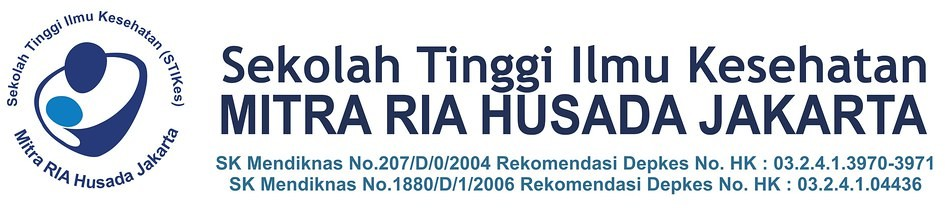 Sekolah Tinggi Ilmu Kesehatan (STIKes)
Mitra RIA Husada Jakarta
Sekolah Tinggi Ilmu Kesehatan
MITRA RIA HUSADA JAKARTA
SK Mendiknas No.207/D/0/2004 Rekomendasi Depkes No. HK : 03.2.4.1.3970-3971
SK Mendiknas No.1880/D/1/2006 Rekomendasi Depkes No. HK : 03.2.4.1.04436